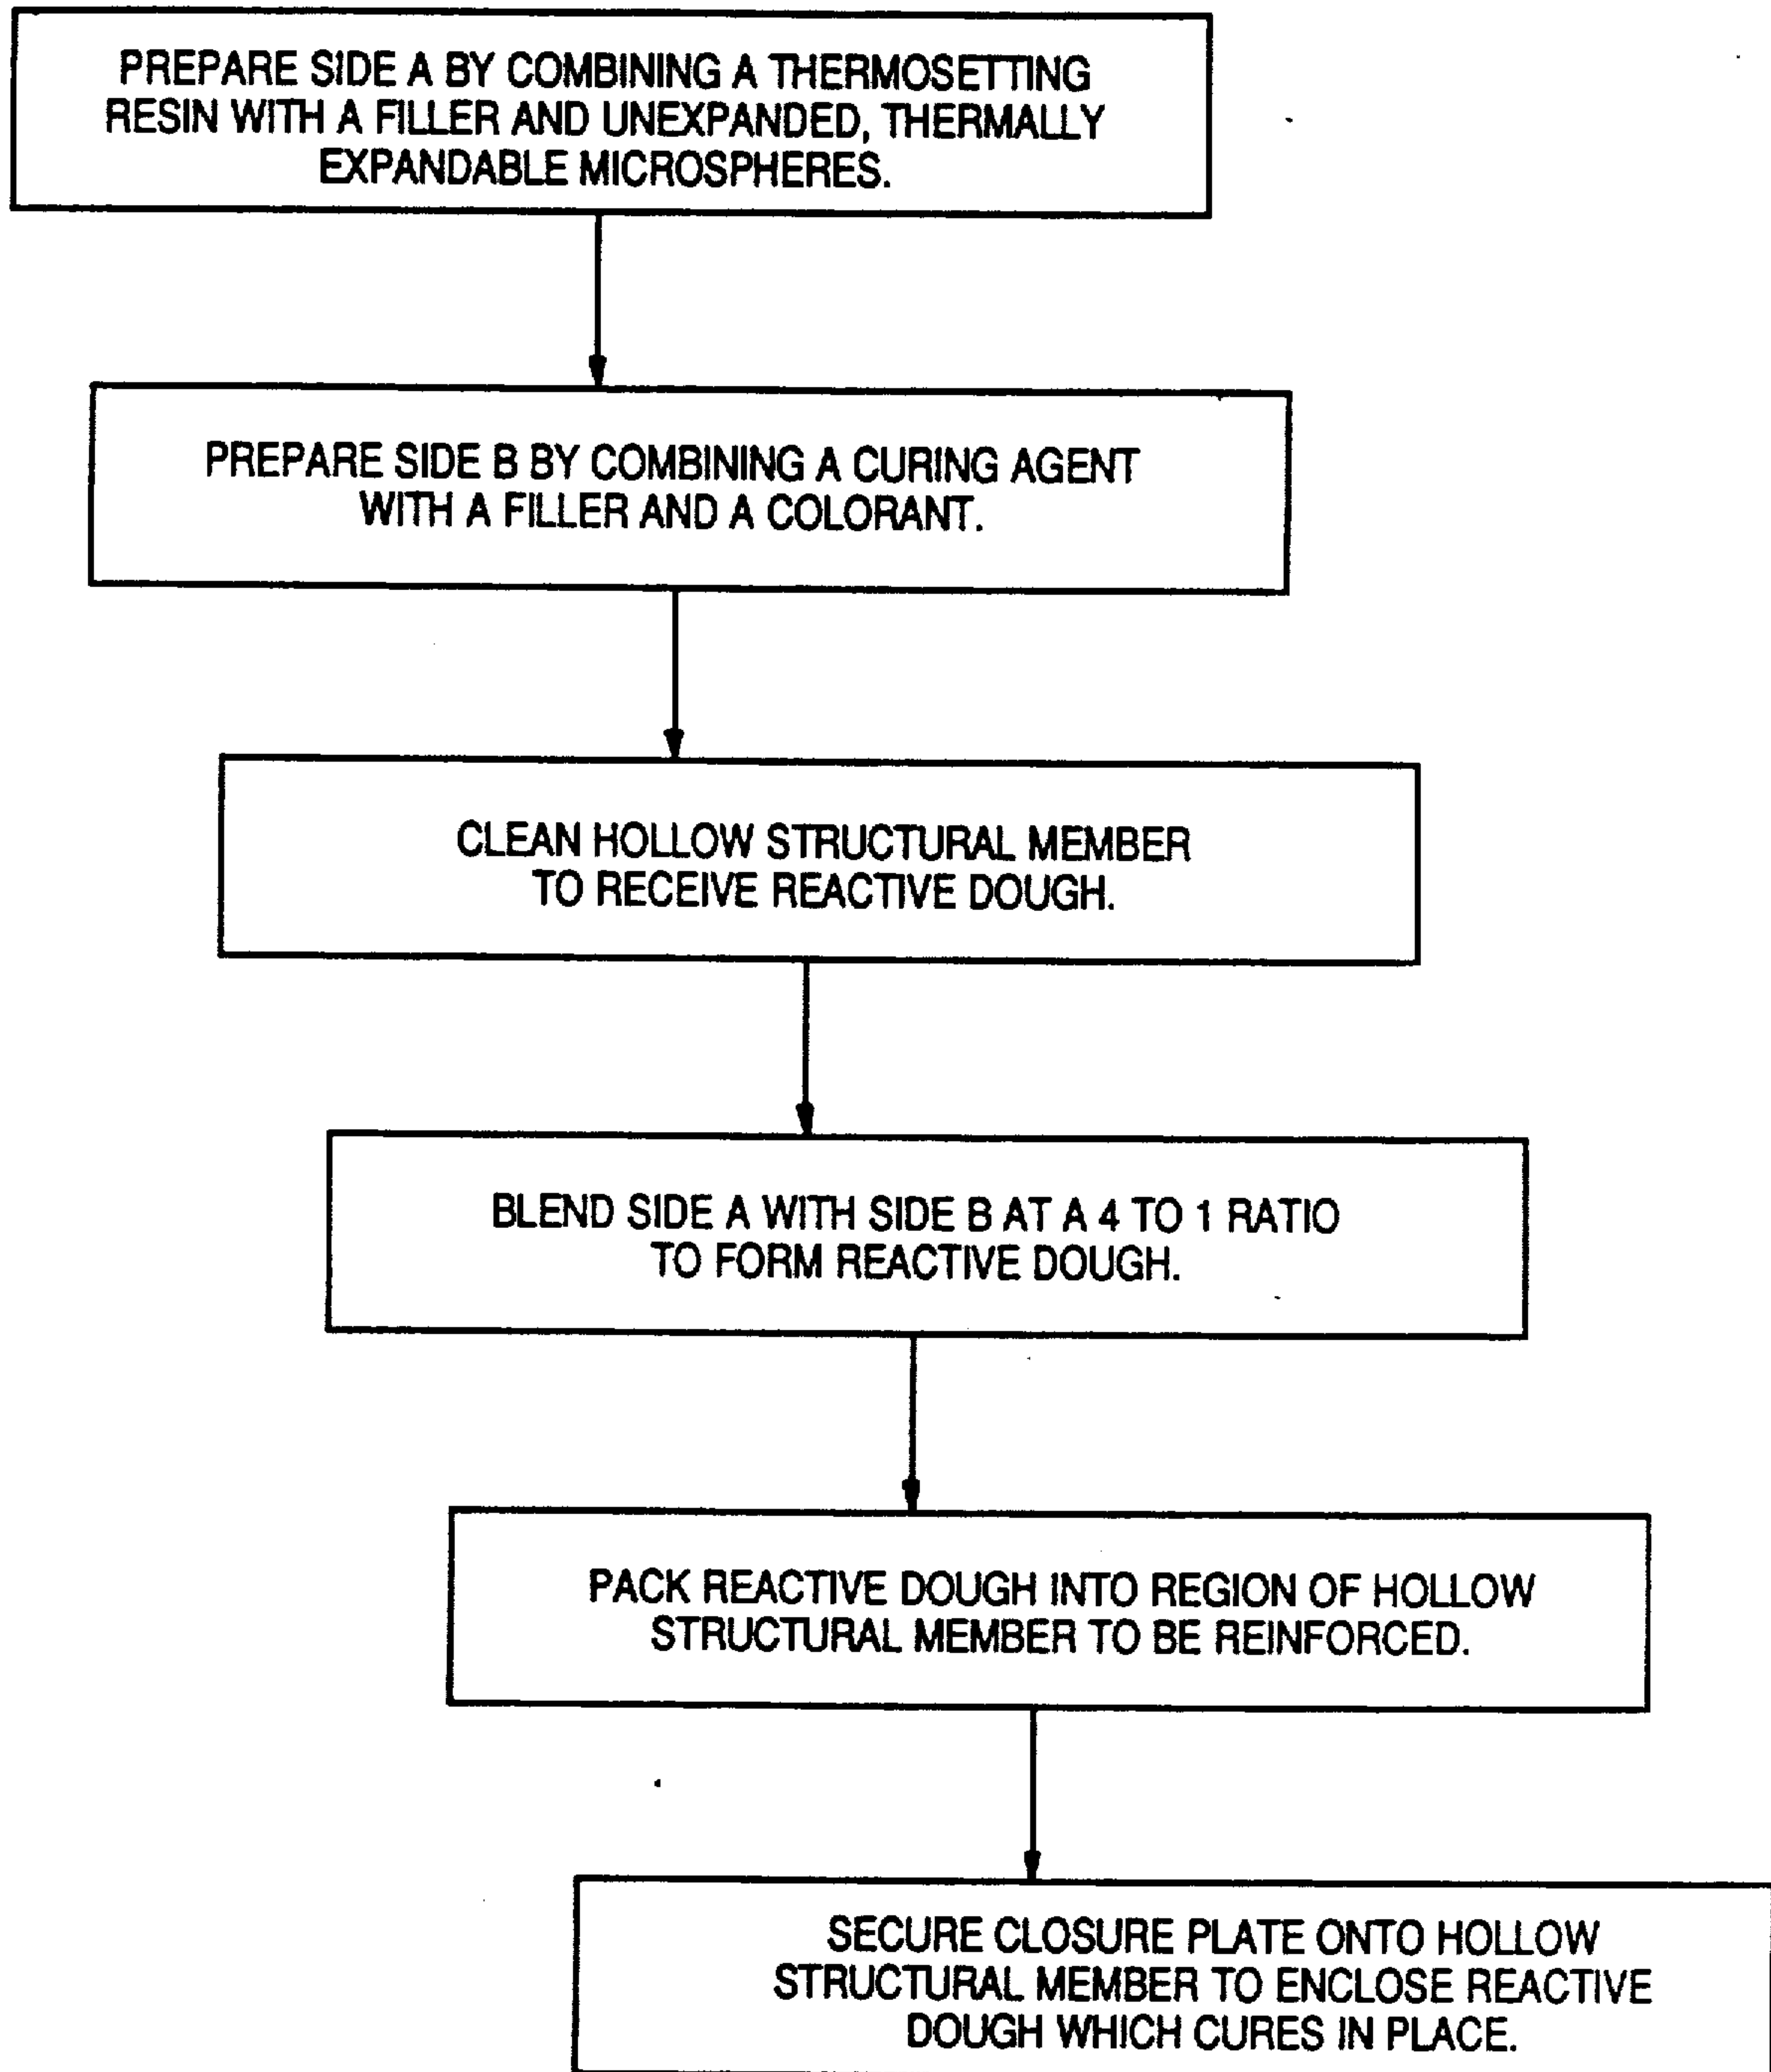 PREPARE SIDE A BY COMBINING A THERMOSETTING
RESIN WITH A FILLER AND UNEXPANDED, THERMALLY
EXPANDABLE MICROSPHERES.
PREPARE SIDE B BY COMBINING A CURING AGENT
WITH A FILLER AND A COLORANT.
CLEAN HOLLOW STRUCTURAL MEMBER
TO RECEIVE REACTIVE DOUGH.
BLEND SIDE A WITH SIDE B AT A 4 TO 1 RATIO
TO FORM REACTIVE DOUGH.
PACK REACTIVE DOUGH INTO REGION OF HOLLOW
STRUCTURAL MEMBER TO BE REINFORCED.
SECURE CLOSURE PLATE ONTO HOLLOW
STRUCTURAL MEMBER TO ENCLOSE REACTIVE
DOUGH WHICH CURES IN PLACE.